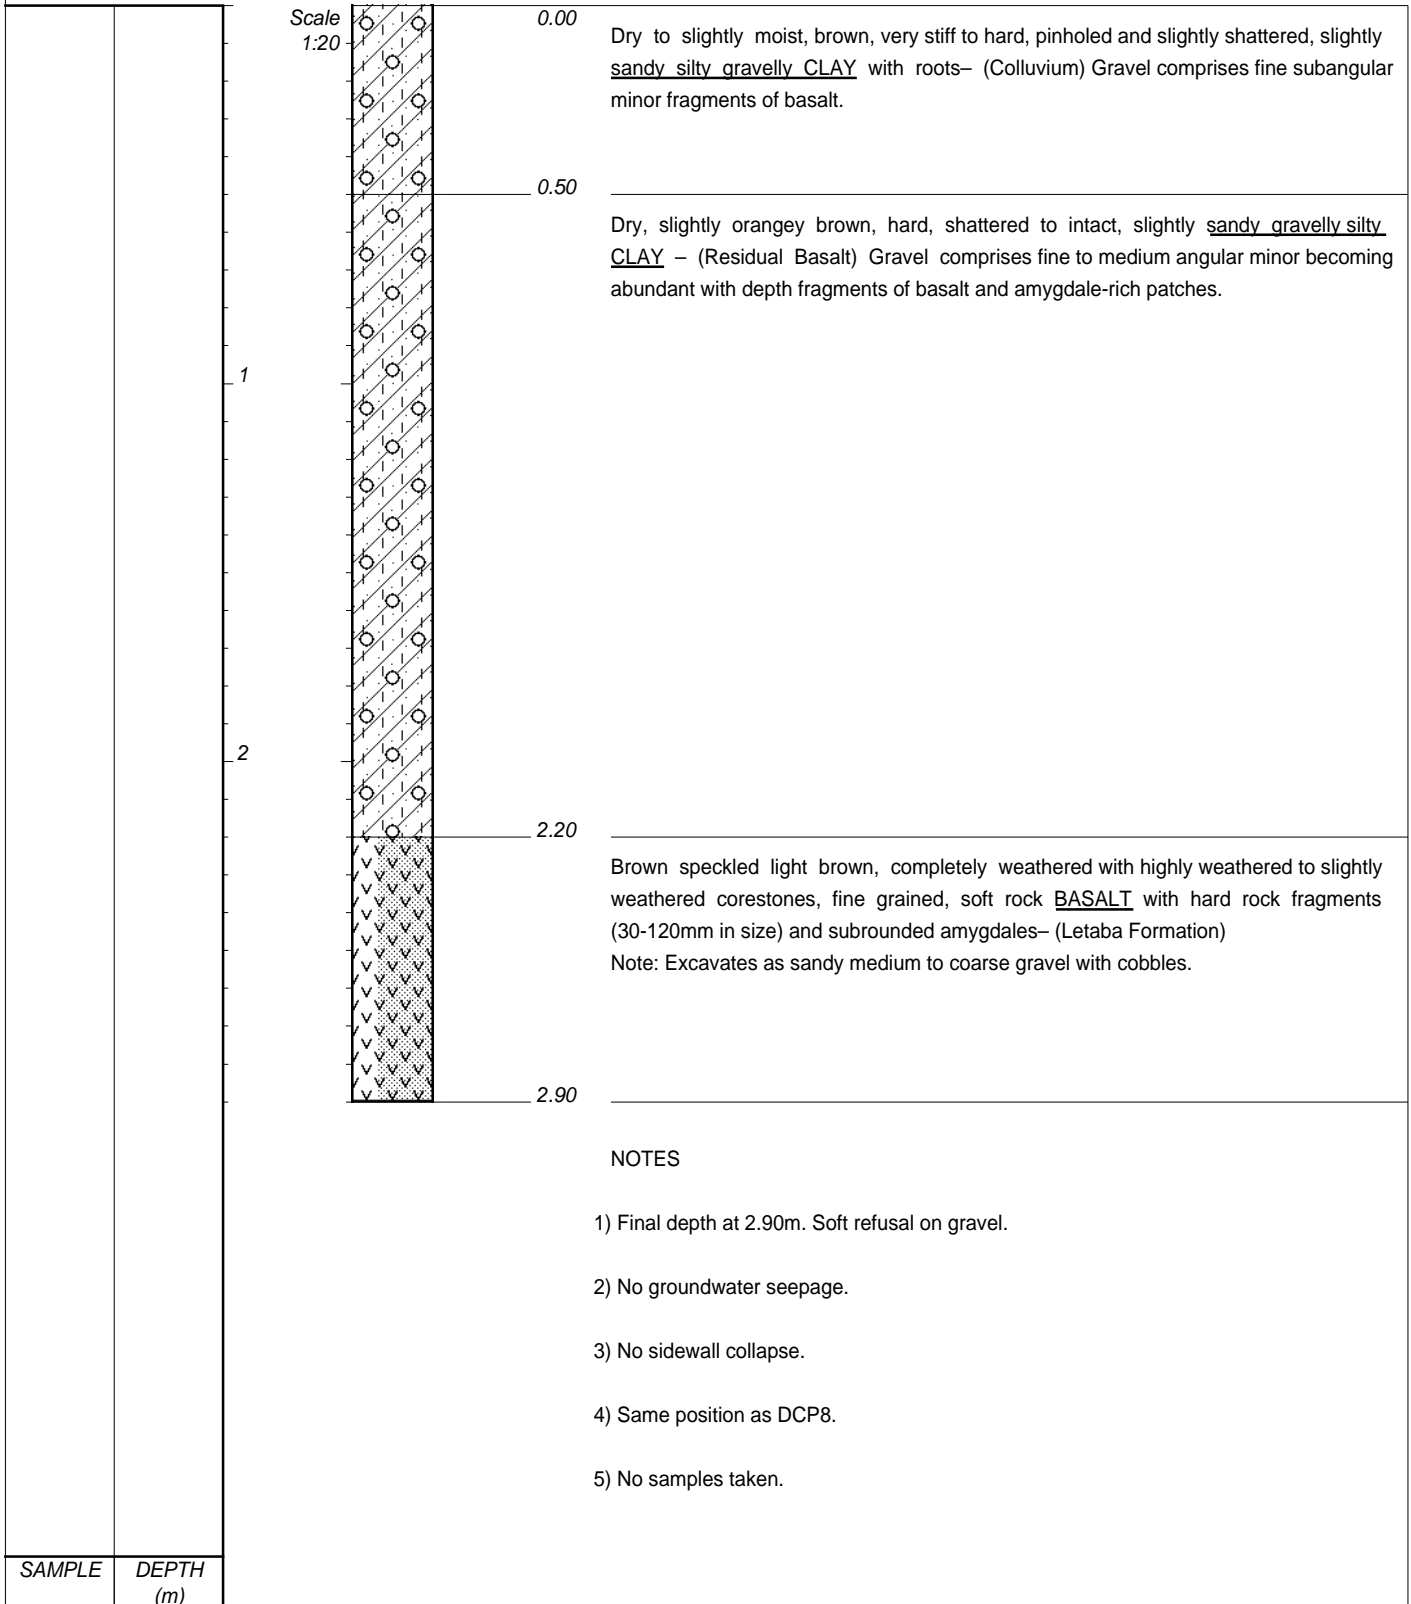 Scale
1:20
0.00
Dry to slightly moist, brown, very stiff to hard, pinholed and slightly shattered, slightly
sandy silty gravelly CLAY with roots– (Colluvium) Gravel comprises fine subangular
minor fragments of basalt.
0.50
Dry, slightly orangey brown, hard, shattered to intact, slightly sandy gravelly silty
CLAY – (Residual Basalt) Gravel comprises fine to medium angular minor becoming
abundant with depth fragments of basalt and amygdale-rich patches.
1
2
2.20
Brown speckled light brown, completely weathered with highly weathered to slightly
weathered corestones, fine grained, soft rock BASALT with hard rock fragments
(30-120mm in size) and subrounded amygdales– (Letaba Formation)
Note: Excavates as sandy medium to coarse gravel with cobbles.
2.90
NOTES
1) Final depth at 2.90m. Soft refusal on gravel.
2) No groundwater seepage.
3) No sidewall collapse.
4) Same position as DCP8.
5) No samples taken.
SAMPLE DEPTH
(m)